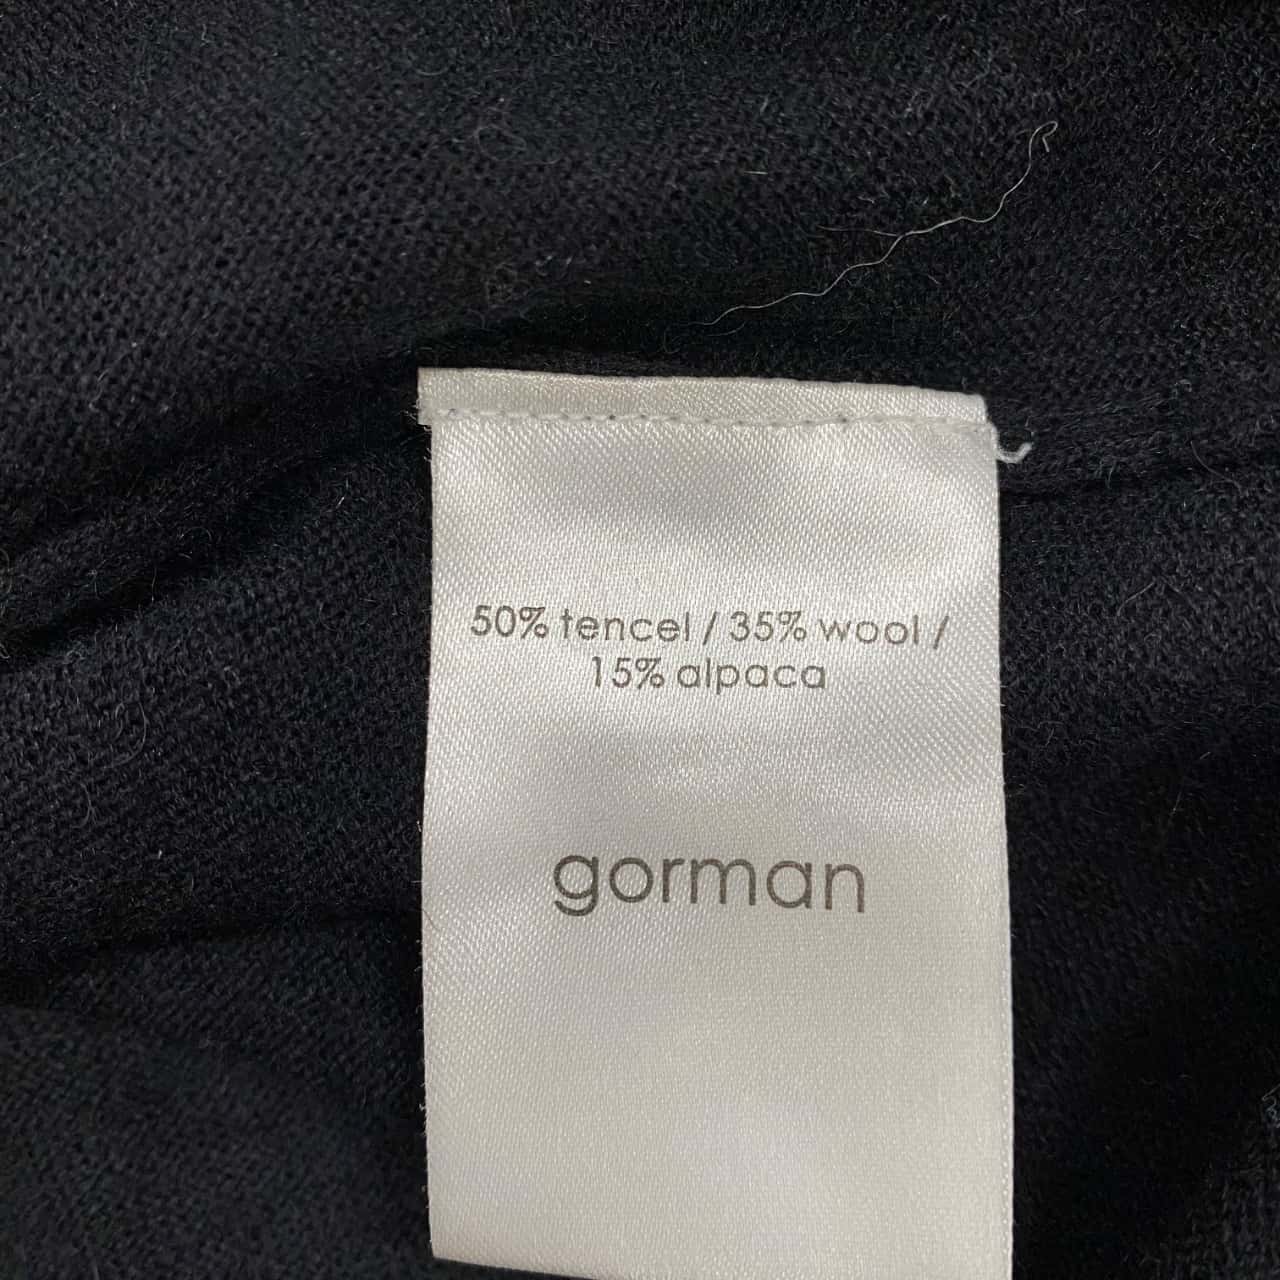 50% tencel / 35% wool /
15% alpaca
gorman